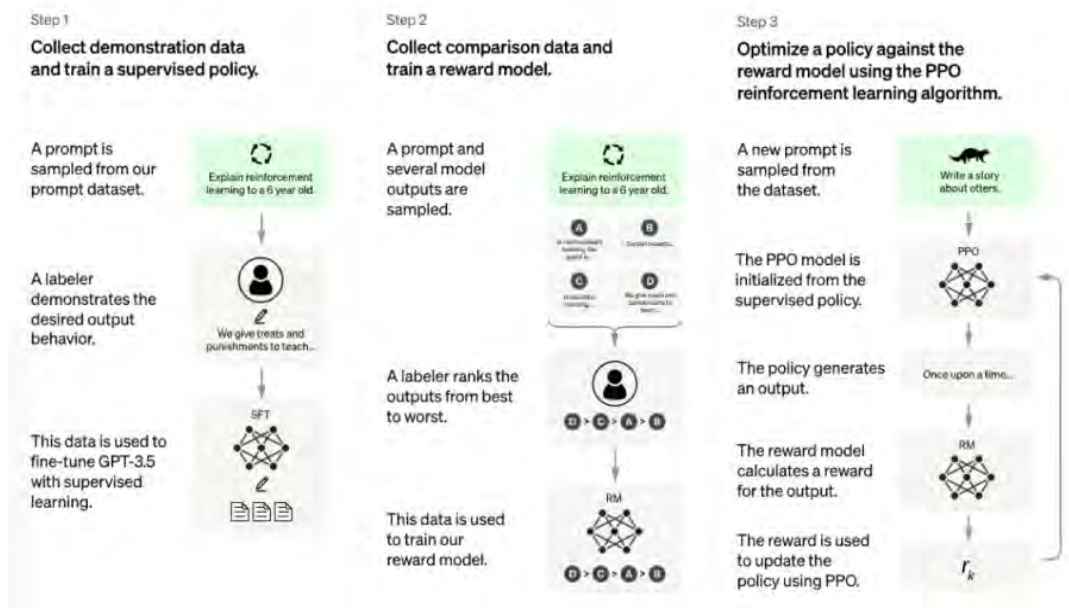 Step 1
Collect demonstration data
and train a supervised policy.
A prompt is
sampled from our
prompt dataset.
Explain reinforcement
learning to a 6 year old.
A labeler
demonstrates the
desired output
behavior.
We give treats and
punishments to teach...
This data is used to
fine-tune GPT-3.5
with supervised
learning.
SFT
Step 2
Collect comparison data and
train a reward model.
A prompt and
several model
outputs are
sampled.
Explain reinforcement
learning to a 6 year old.
A
B
C
D
A labeler ranks the
outputs from best
to worst.
D > C > A > B
This data is used
to train our
reward model.
RM
D > C > A > B
Step 3
Optimize a policy against the
reward model using the PPO
reinforcement learning algorithm.
A new prompt is
sampled from
the dataset.
Write a story
about otters.
The PPO model is
initialized from the
supervised policy.
PPO
The policy generates
an output.
Once upon a time...
The reward model
calculates a reward
for the output.
RM
The reward is used
to update the
policy using PPO.
rk